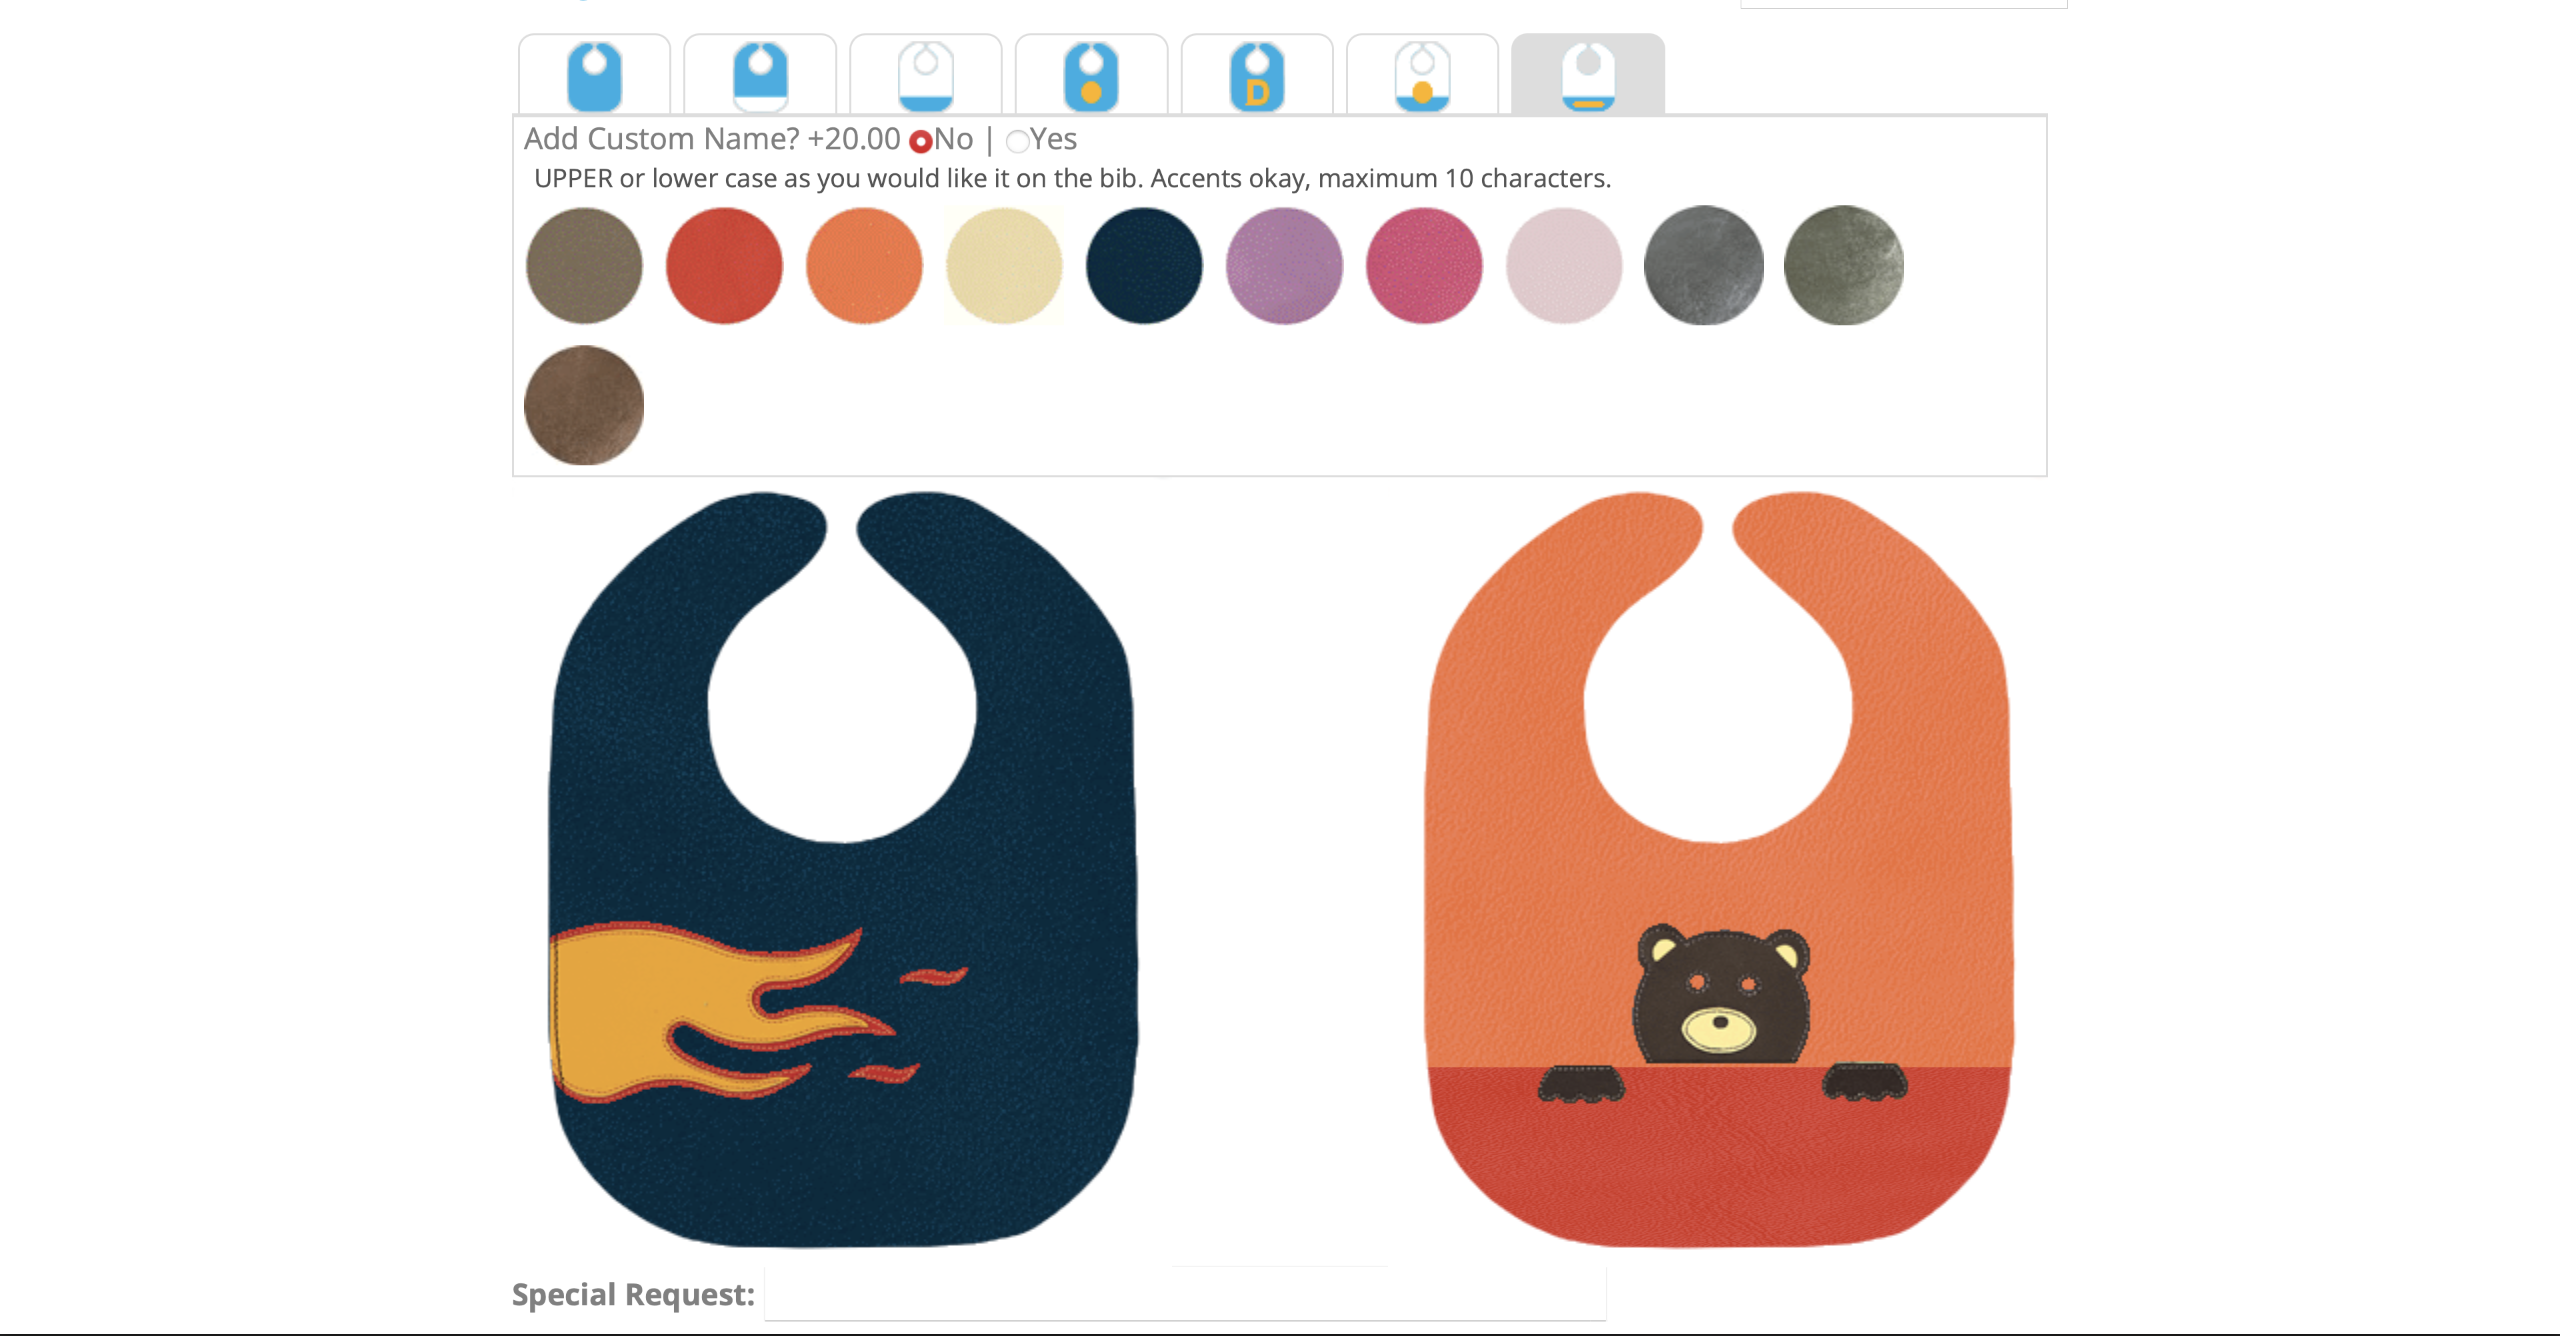 D
Add Custom Name? +20.00 No | Yes
UPPER or lower case as you would like it on the bib. Accents okay, maximum 10 characters.
Special Request: